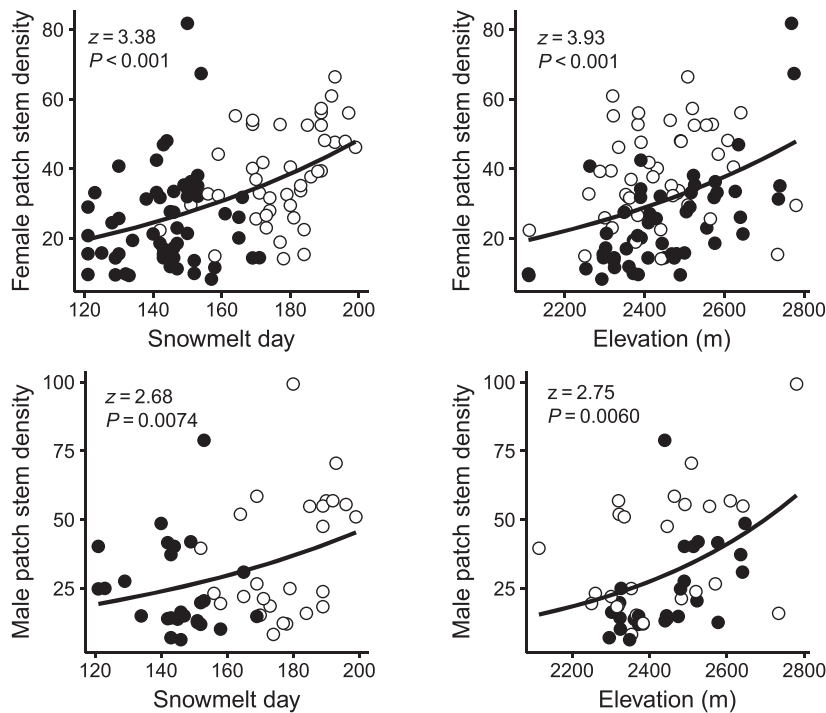 Female patch stem density
80
60
40
20
z = 3.38
P < 0.001
120 140 160 180 200
Snowmelt day
Female patch stem density
80
60
40
20
z = 3.93
P < 0.001
2200 2400 2600 2800
Elevation (m)
Male patch stem density
100
75
50
25
z = 2.68
P = 0.0074
120 140 160 180 200
Snowmelt day
Male patch stem density
100
75
50
25
z = 2.75
P = 0.0060
2200 2400 2600 2800
Elevation (m)